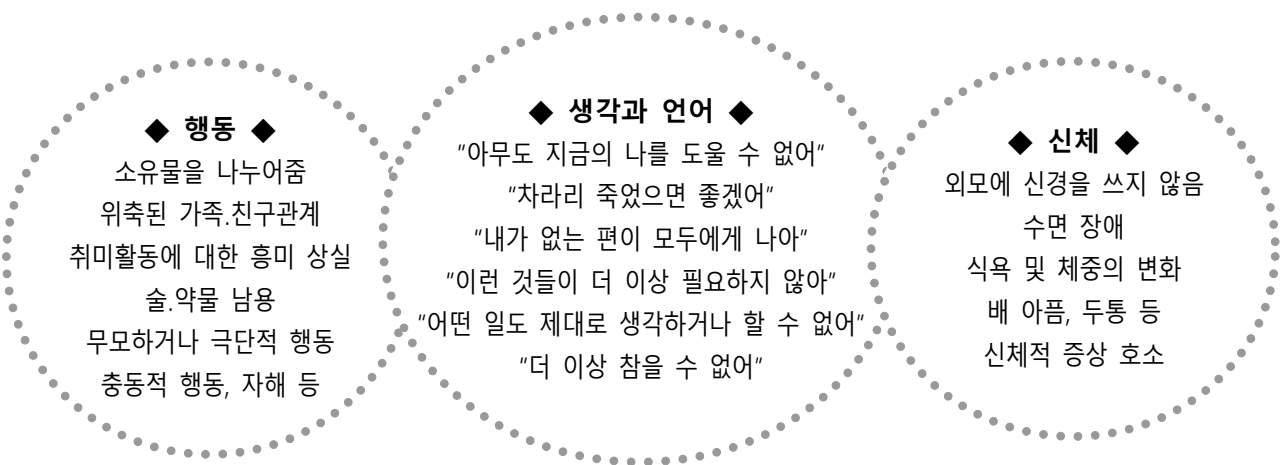 ◆ 행동 ◆
소유물을 나누어줌
위축된 가족.친구관계
취미활동에 대한 흥미 상실
술.약물 남용
무모하거나 극단적 행동
충동적 행동, 자해 등
◆ 생각과 언어 ◆
"아무도 지금의 나를 도울 수 없어"
"차라리 죽었으면 좋겠어"
"내가 없는 편이 모두에게 나아"
"이런 것들이 더 이상 필요하지 않아"
"어떤 일도 제대로 생각하거나 할 수 없어"
"더 이상 참을 수 없어"
◆ 신체 ◆
외모에 신경을 쓰지 않음
수면 장애
식욕 및 체중의 변화
배 아픔, 두통 등
신체적 증상 호소